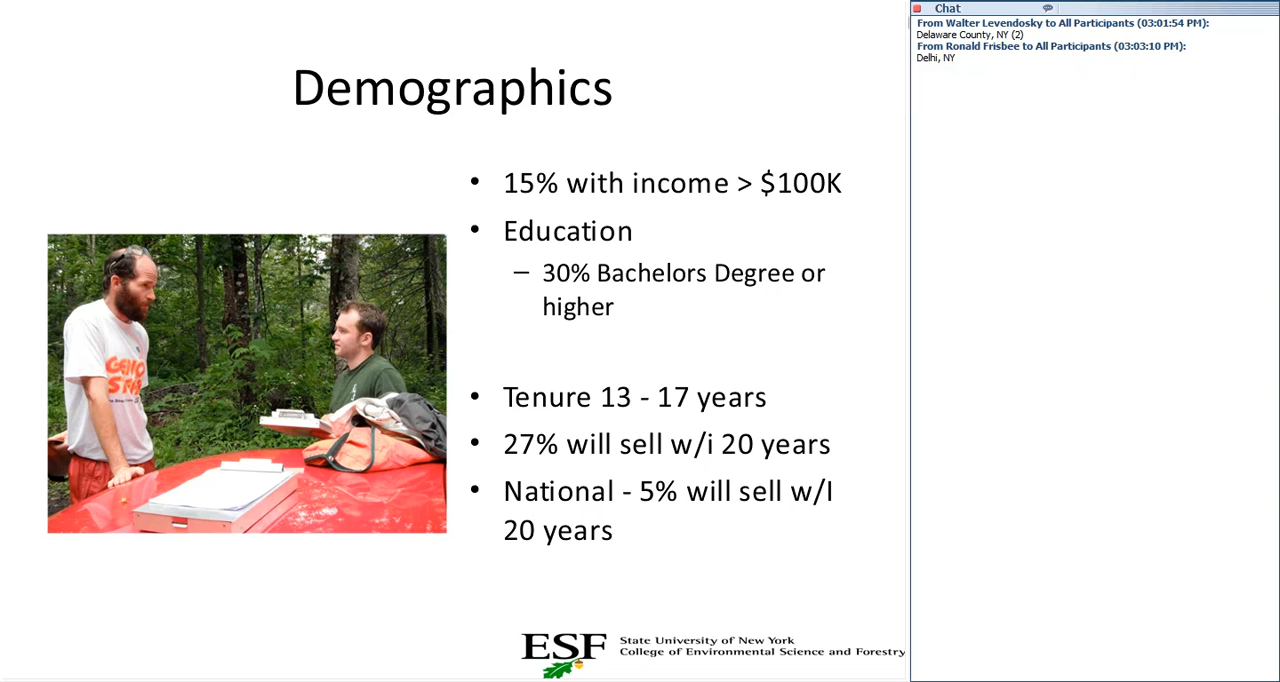 Demographics
• 15% with income > $100K
• Education
– 30% Bachelors Degree or
higher
• Tenure 13 - 17 years
• 27% will sell w/i 20 years
• National - 5% will sell w/I
20 years
ESF
State University of New York
College of Environmental Science and Forestry
Chat
From Walter Levendosky to All Participants (03:01:54 PM):
Delaware County, NY (2)
From Ronald Frisbee to All Participants (03:03:10 PM):
Delhi, NY